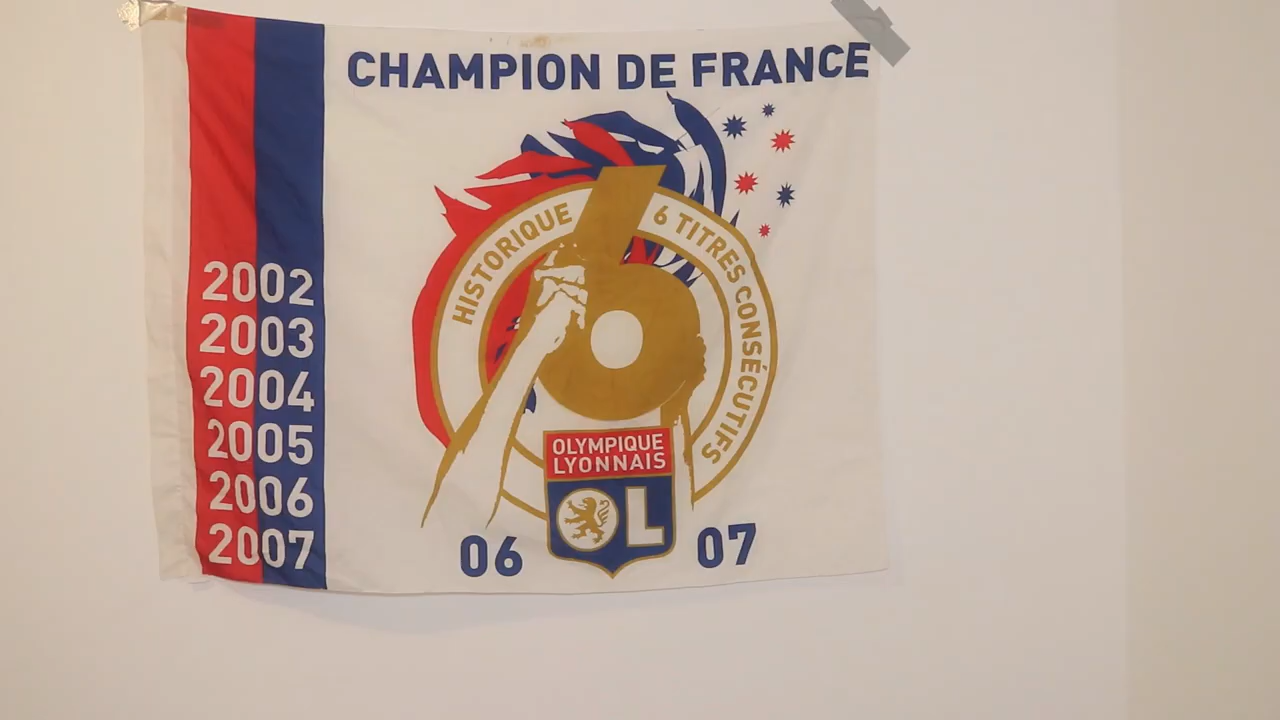 CHAMPION DE FRANCE
HISTORIQUE
6 TITRES CONSÉCUTIFS
2002
2003
2004
2005
2006
2007
OLYMPIQUE
LYONNAIS
OL
06
07